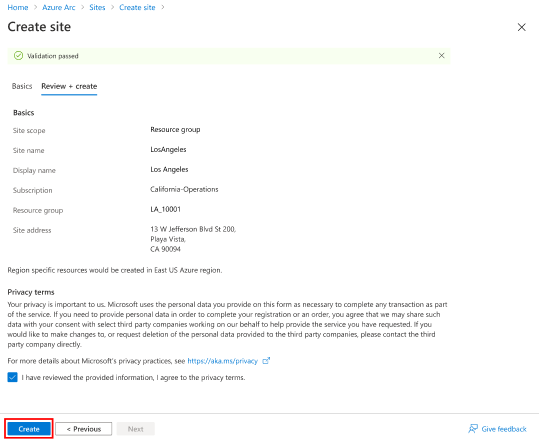 Home > Azure Arc > Sites > Create site >
Create site
Validation passed
Basics Review + create
Basics
Site scope Resource group
Site name LosAngeles
Display name Los Angeles
Subscription California-Operations
Resource group LA_10001
Site address 13 W Jefferson Blvd St 200,
Playa Vista,
CA 90094
Region specific resources would be created in East US Azure region.
Privacy terms
Your privacy is important to us. Microsoft uses the personal data you provide on this form as necessary to complete any transaction as part
of the service. If you need to provide personal data in order to complete your registration or an order, you agree that we may share such
data with your consent with select third party companies working on our behalf to help provide the service you have requested. If you
would like to make changes to, or request deletion of the personal data provided to the third party companies, please contact the third
party company directly.
For more details about Microsoft's privacy practices, see https://aka.ms/privacy
I have reviewed the provided information, I agree to the privacy terms.
Create < Previous Next Give feedback